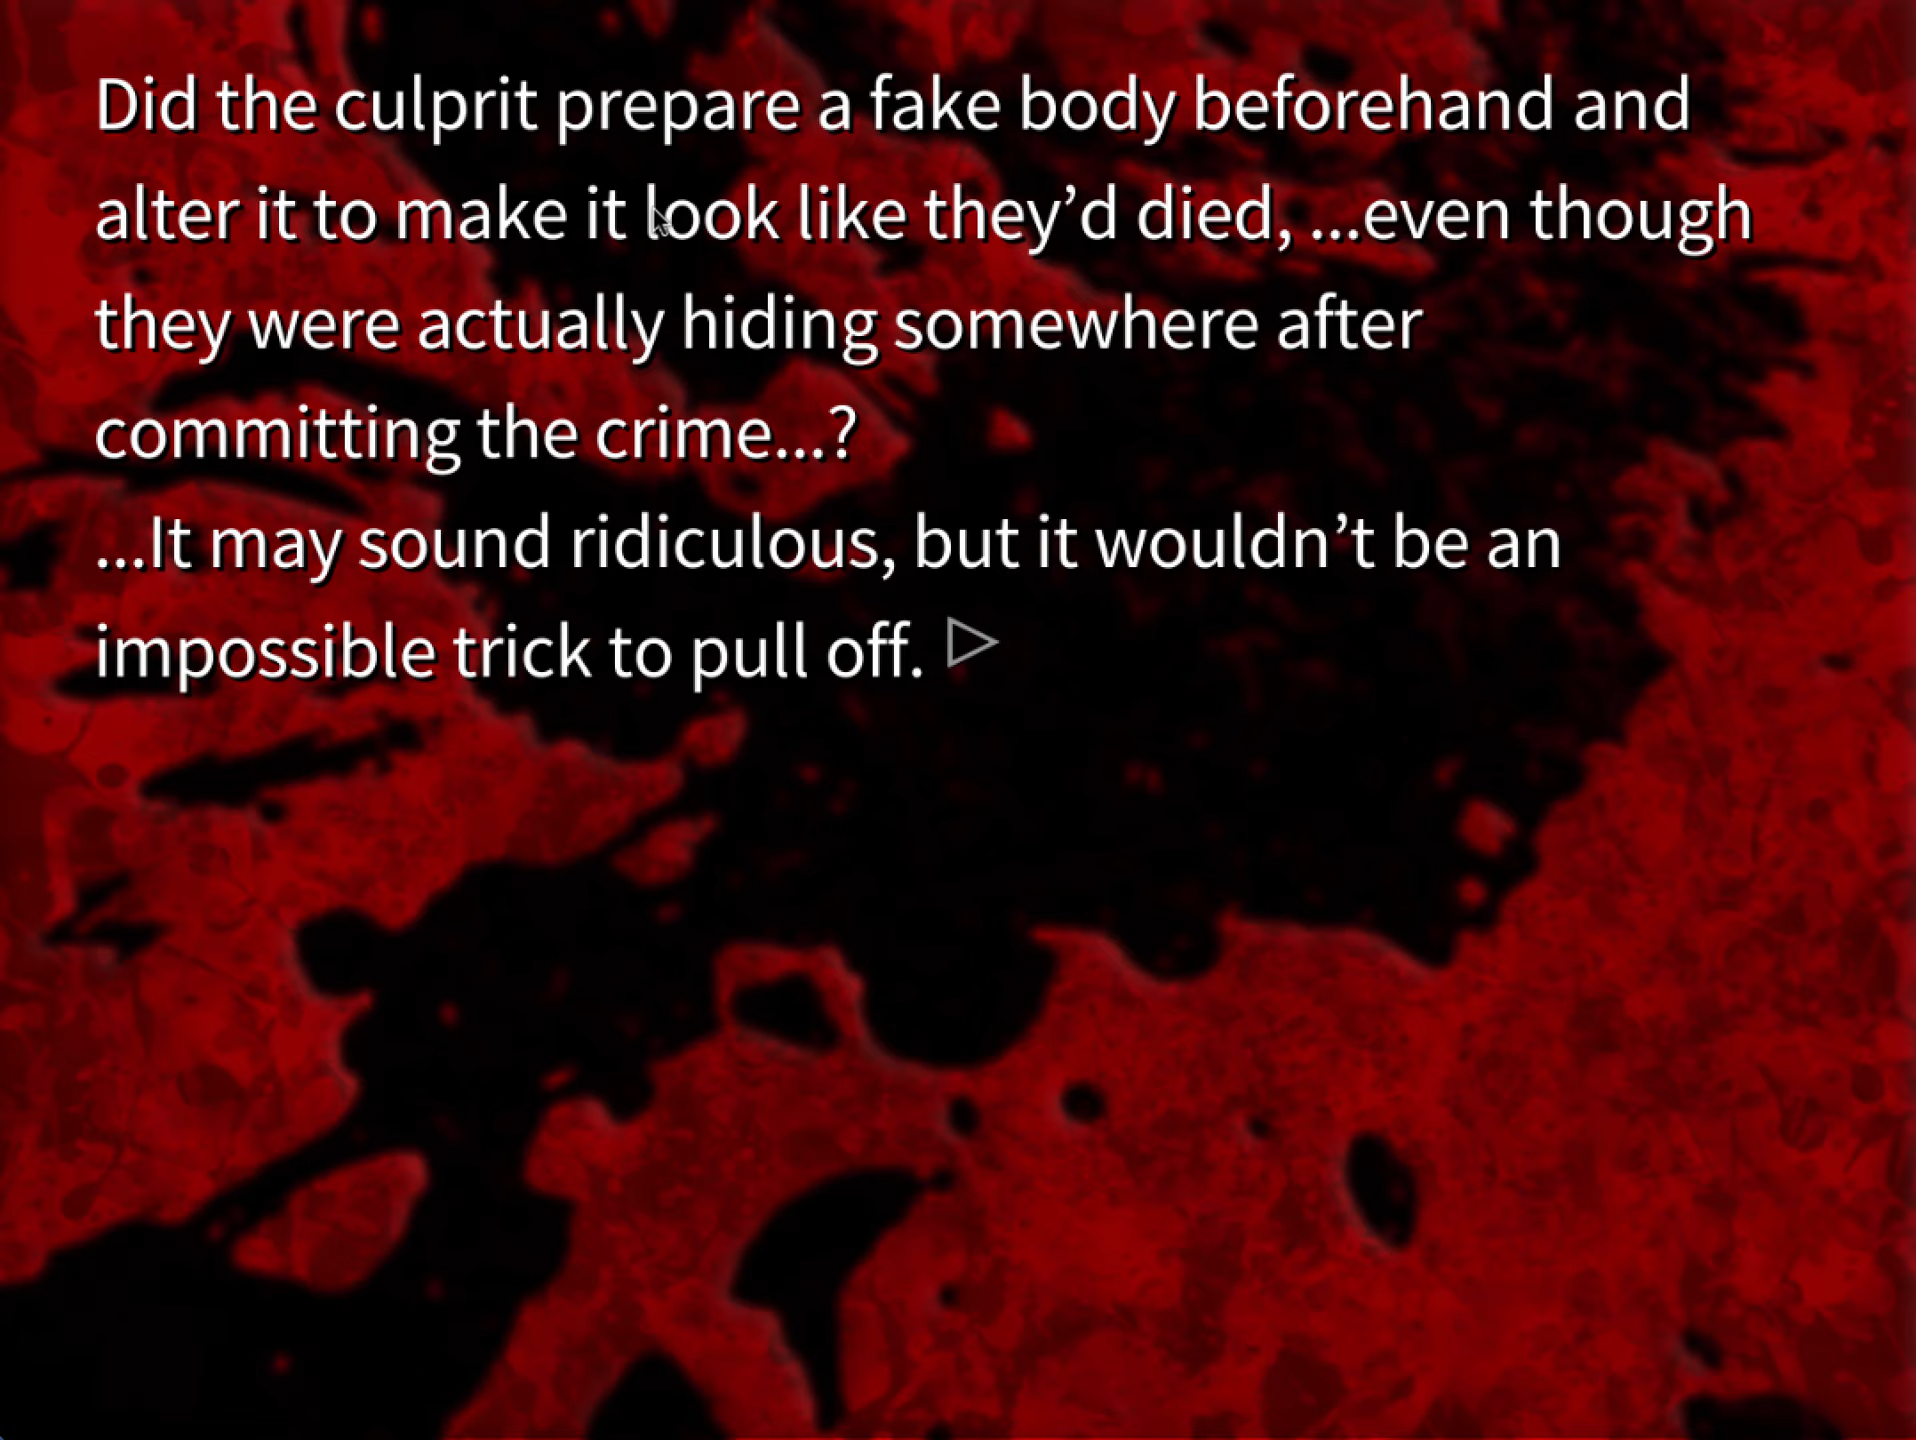 Did the culprit prepare a fake body beforehand and
alter it to make it look like they’d died, ...even though
they were actually hiding somewhere after
committing the crime...?
...It may sound ridiculous, but it wouldn’t be an
impossible trick to pull off.